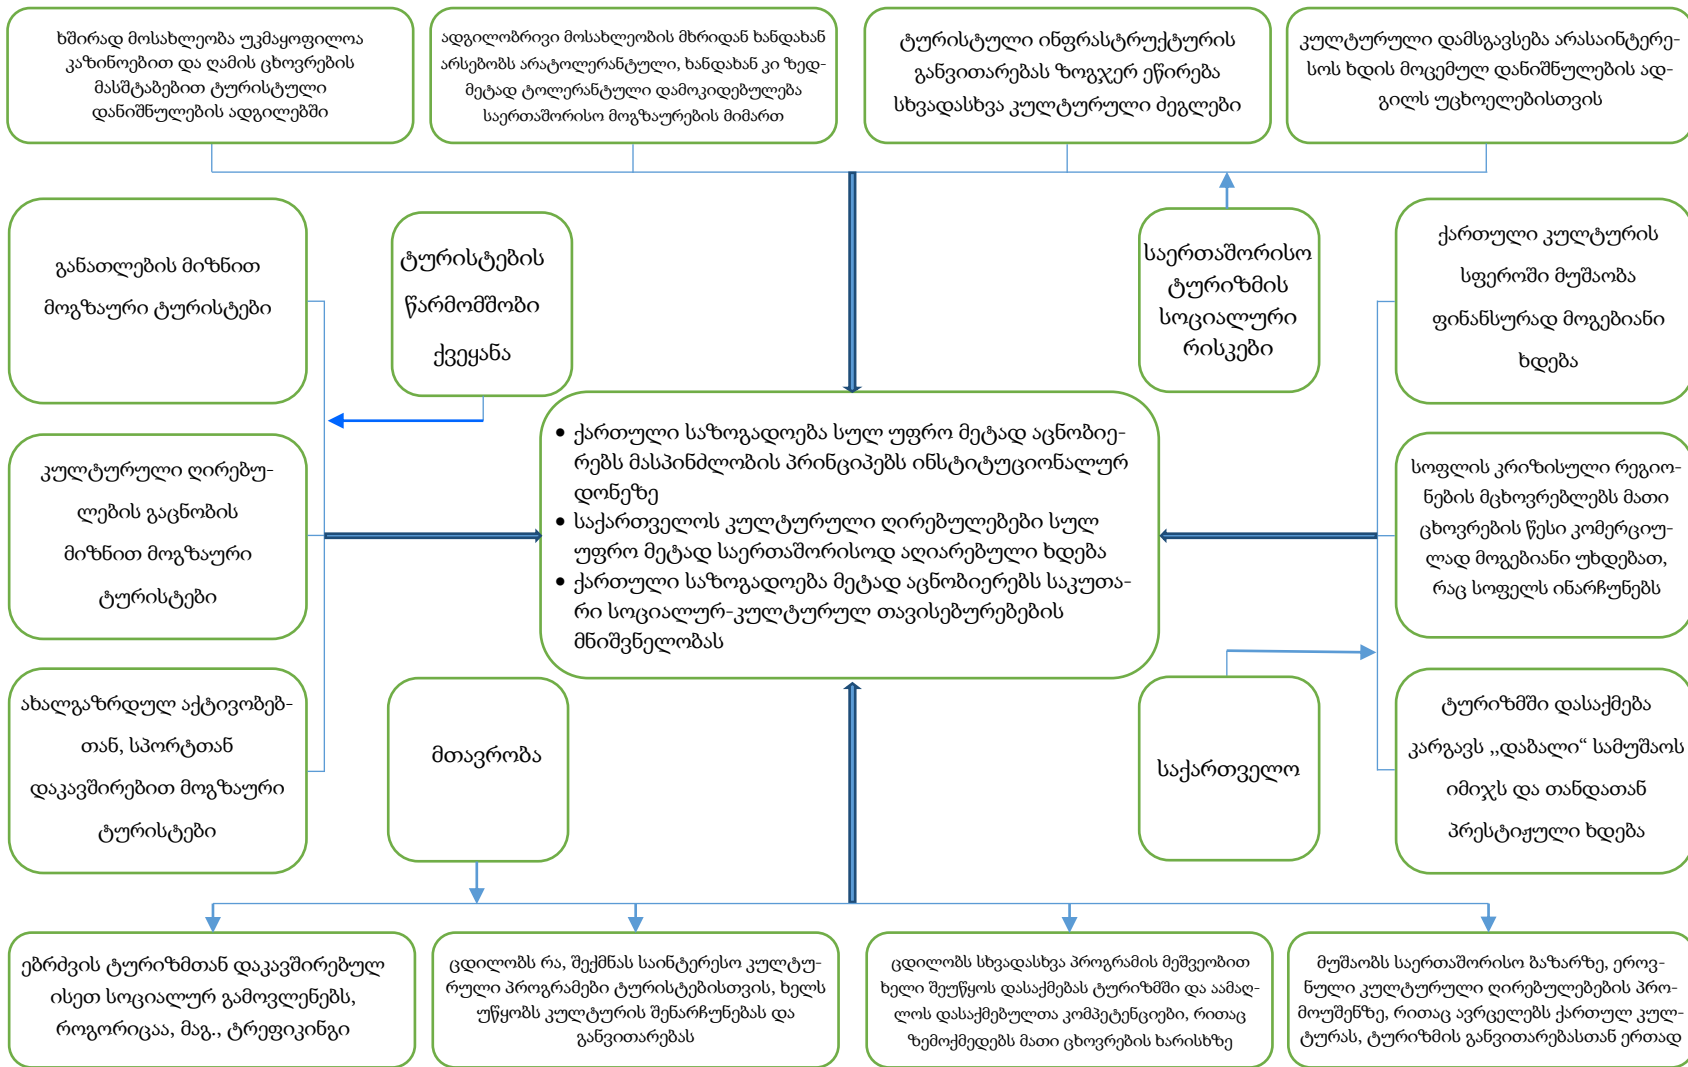 ხშირად მოსახლეობა უკმაყოფილოა
კაზინოებით და ღამის ცხოვრების
მასშტაბებით ტურისტული
დანიშნულების ადგილებში
ადგილობრივი მოსახლეობის მხრიდან ხანდახან
არსებობს არატოლერანტული, ხანდახან კი ზედ-
მეტად ტოლერანტული დამოკიდებულება
საერთაშორისო მოგზაურების მიმართ
ტურისტული ინფრასტრუქტურის
განვითარებას ზოგჯერ ეწირება
სხვადასხვა კულტურული ძეგლები
კულტურული დამსგავსება არასაინტერე-
სოს ხდის მოცემულ დანიშნულების ად-
გილს უცხოელებისთვის
განათლების მიზნით
მოგზაური ტურისტები
ტურისტების
წარმომშობი
ქვეყანა
საერთაშორისო
ტურიზმის
სოციალური
რისკები
ქართული კულტურის
სფეროში მუშაობა
ფინანსურად მოგებიანი
ხდება
კულტურული ღირებუ-
ლების გაცნობის
მიზნით მოგზაური
ტურისტები
• ქართული საზოგადოება სულ უფრო მეტად აცნობიე-
რებს მასპინძლობის პრინციპებს ინსტიტუციონალურ
დონეზე
• საქართველოს კულტურული ღირებულებები სულ
უფრო მეტად საერთაშორისოდ აღიარებული ხდება
• ქართული საზოგადოება მეტად აცნობიერებს საკუთა-
რი სოციალურ-კულტურულ თავისებურებების
მნიშვნელობას
სოფლის კრიზისული რეგიო-
ნების მცხოვრებლებს მათი
ცხოვრების წესი კომერციუ-
ლად მოგებიანი უხდებათ,
რაც სოფელს ინარჩუნებს
ახალგაზრდულ აქტივობებ-
თან, სპორტთან
დაკავშირებით მოგზაური
ტურისტები
მთავრობა
საქართველო
ტურიზმში დასაქმება
კარგავს ,,დაბალი“ სამუშაოს
იმიჯს და თანდათან
პრესტიჟული ხდება
ებრძვის ტურიზმთან დაკავშირებულ
ისეთ სოციალურ გამოვლენებს,
როგორიცაა, მაგ., ტრეფიკინგი
ცდილობს რა, შექმნას საინტერესო კულტუ-
რული პროგრამები ტურისტებისთვის, ხელს
უწყობს კულტურის შენარჩუნებას და
განვითარებას
ცდილობს სხვადასხვა პროგრამის მეშვეობით
ხელი შეუწყოს დასაქმებას ტურიზმში და აამაღ-
ლოს დასაქმებულთა კომპეტენციები, რითაც
ზემოქმედებს მათი ცხოვრების ხარისხზე
მუშაობს საერთაშორისო ბაზარზე, ეროვ-
ნული კულტურული ღირებულებების პრო-
მოუშენზე, რითაც ავრცელებს ქართულ კულ-
ტურას, ტურიზმის განვითარებასთან ერთად